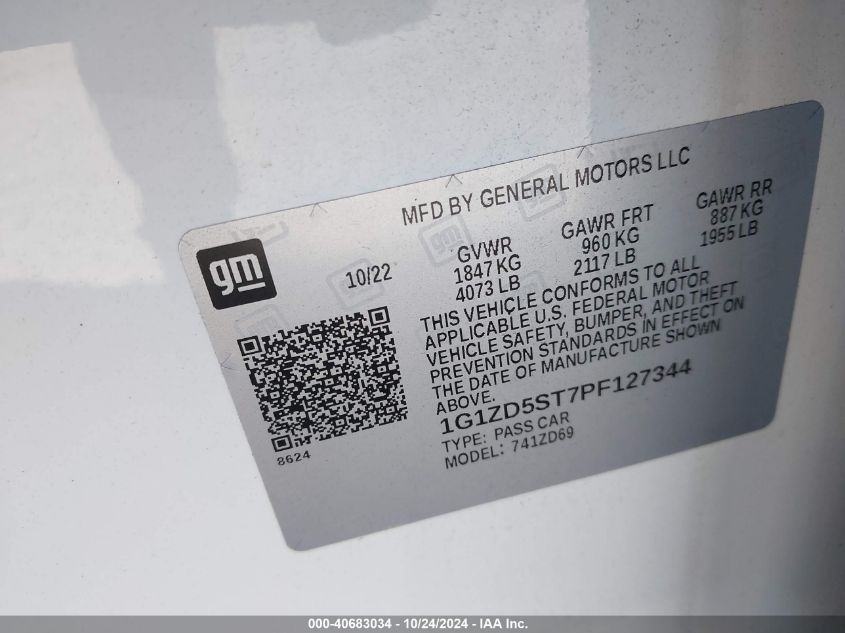 MFD BY GENERAL MOTORS LLC
gm
10/22
GVWR
1847 KG
4073 LB
GAWR FRT
960 KG
2117 LB
GAWR RR
887 KG
1955 LB
THIS VEHICLE CONFORMS TO ALL
APPLICABLE U.S. FEDERAL MOTOR
VEHICLE SAFETY, BUMPER, AND THEFT
PREVENTION STANDARDS IN EFFECT ON
THE DATE OF MANUFACTURE SHOWN
ABOVE.
1G1ZD5ST7PF127344
TYPE: PASS CAR
MODEL: 741ZD69
8624
000-40683034 - 10/24/2024 - IAA Inc.